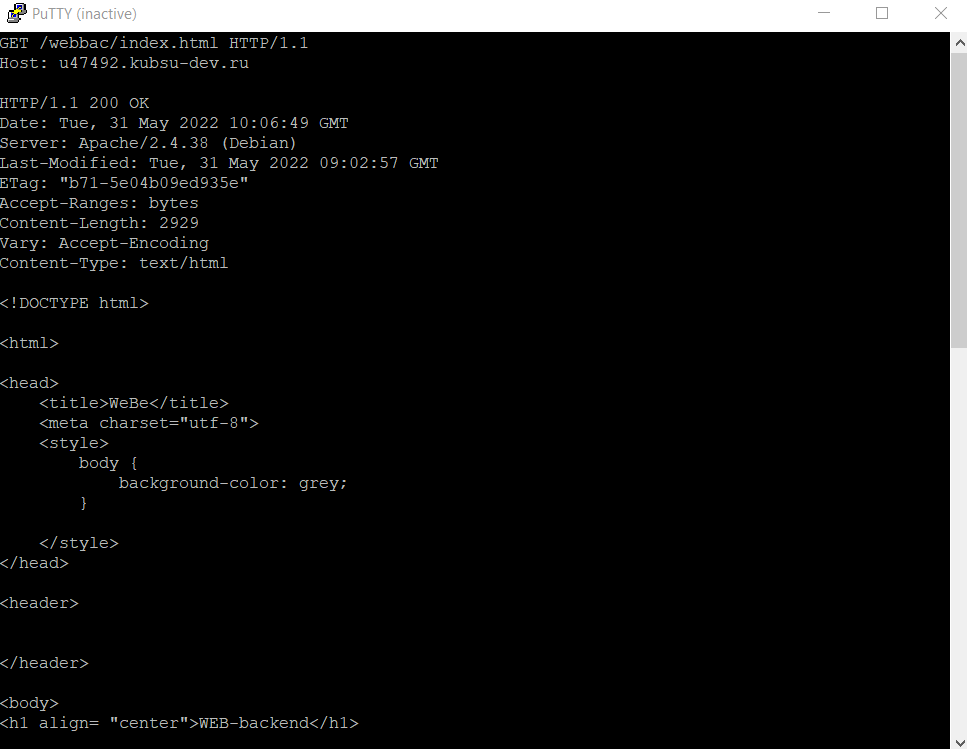 PuTTY (inactive)
GET /webbac/index.html HTTP/1.1
Host: u47492.kubsu-dev.ru

HTTP/1.1 200 OK
Date: Tue, 31 May 2022 10:06:49 GMT
Server: Apache/2.4.38 (Debian)
Last-Modified: Tue, 31 May 2022 09:02:57 GMT
ETag: "b71-5e04b09ed935e"
Accept-Ranges: bytes
Content-Length: 2929
Vary: Accept-Encoding
Content-Type: text/html

<!DOCTYPE html>

<html>

<head>
    <title>WeBe</title>
    <meta charset="utf-8">
    <style>
        body {
            background-color: grey;
        }

    </style>
</head>

<header>


</header>

<body>
<h1 align= "center">WEB-backend</h1>